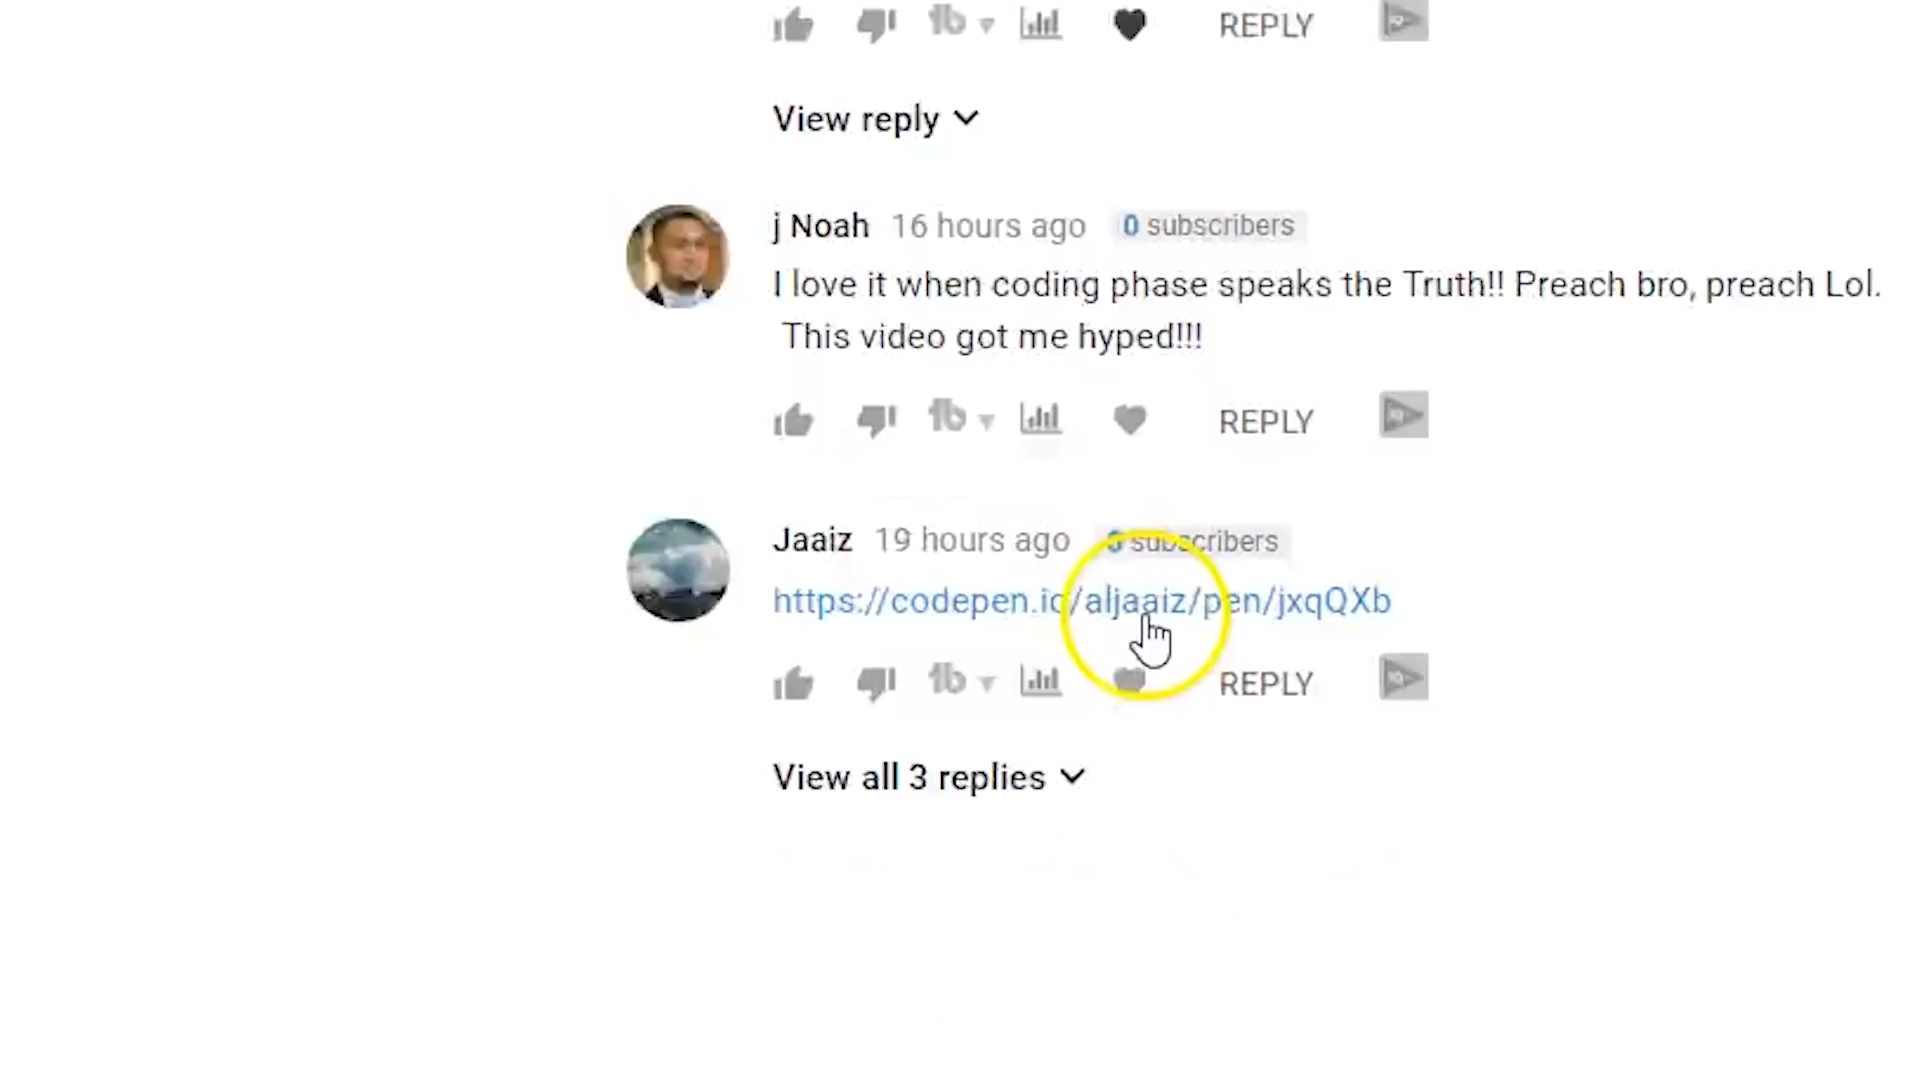 REPLY
View reply
j Noah 16 hours ago 0 subscribers
I love it when coding phase speaks the Truth!! Preach bro, preach Lol.
This video got me hyped!!!
REPLY
Jaaiz 19 hours ago subscribers
https://codepen.io/aljaaiz/pen/jxqQXb
REPLY
View all 3 replies